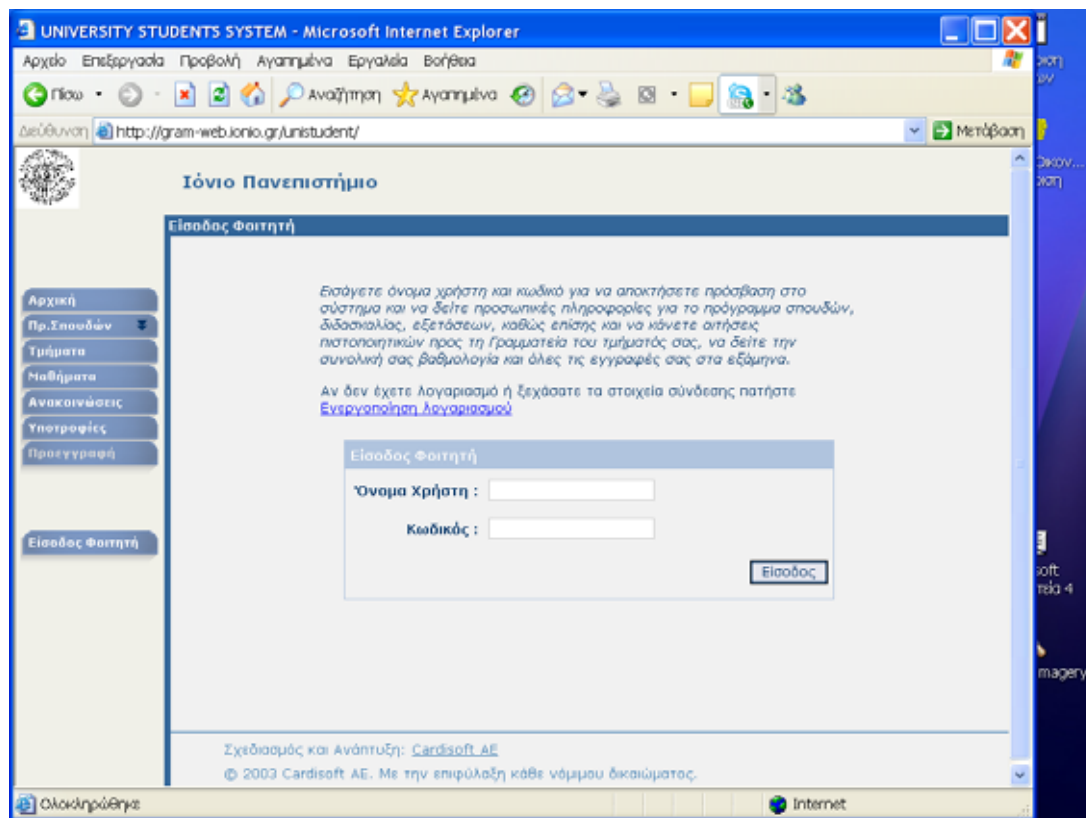 UNIVERSITY STUDENTS SYSTEM - Microsoft Internet Explorer
Αρχείο Επεξεργασία Προβολή Αγαπημένα Εργαλεία Βοήθεια
Πίσω Αναζήτηση Αγαπημένα
Διεύθυνση http://gram-web.ionio.gr/unistudent/ Μετάβαση
Ιόνιο Πανεπιστήμιο
Είσοδος Φοιτητή
Αρχική
Πρ.Σπουδών
Τμήματα
Μαθήματα
Ανακοινώσεις
Υποτροφίες
Προεγγραφή
Είσοδος Φοιτητή
Εισάγετε όνομα χρήστη και κωδικό για να αποκτήσετε πρόσβαση στο
σύστημα και να δείτε προσωπικές πληροφορίες για το πρόγραμμα σπουδών,
διδασκαλίας, εξετάσεων, καθώς επίσης και να κάνετε αιτήσεις
πιστοποιητικών προς τη Γραμματεία του τμήματός σας, να δείτε την
συνολική σας βαθμολογία και όλες τις εγγραφές σας στα εξάμηνα.
Αν δεν έχετε λογαριασμό ή ξεχάσατε τα στοιχεία σύνδεσης πατήστε
Ενεργοποίηση λογαριασμού
Είσοδος Φοιτητή
Όνομα Χρήστη :
Κωδικός :
Είσοδος
Σχεδιασμός και Ανάπτυξη: Cardisoft AE
© 2003 Cardisoft AE. Με την επιφύλαξη κάθε νόμιμου δικαιώματος.
Ολοκληρώθηκε Internet
soft
τεία 4
magery